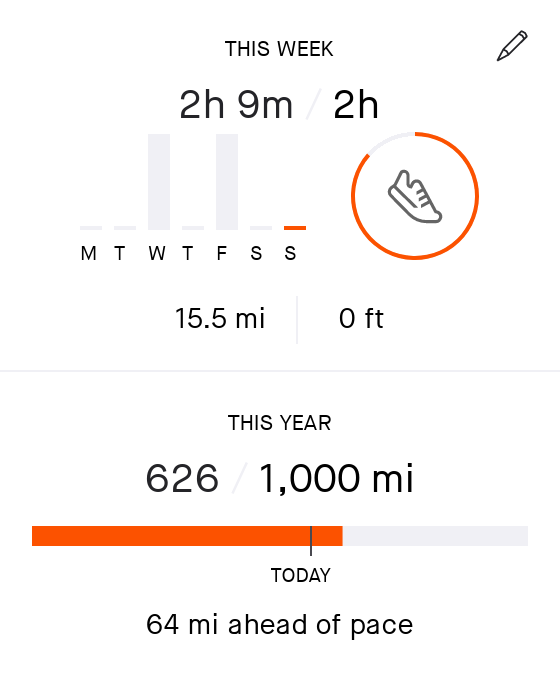 THIS WEEK
2h 9m / 2h
M T W T F S S
15.5 mi 0 ft
THIS YEAR
626 / 1,000 mi
TODAY
64 mi ahead of pace